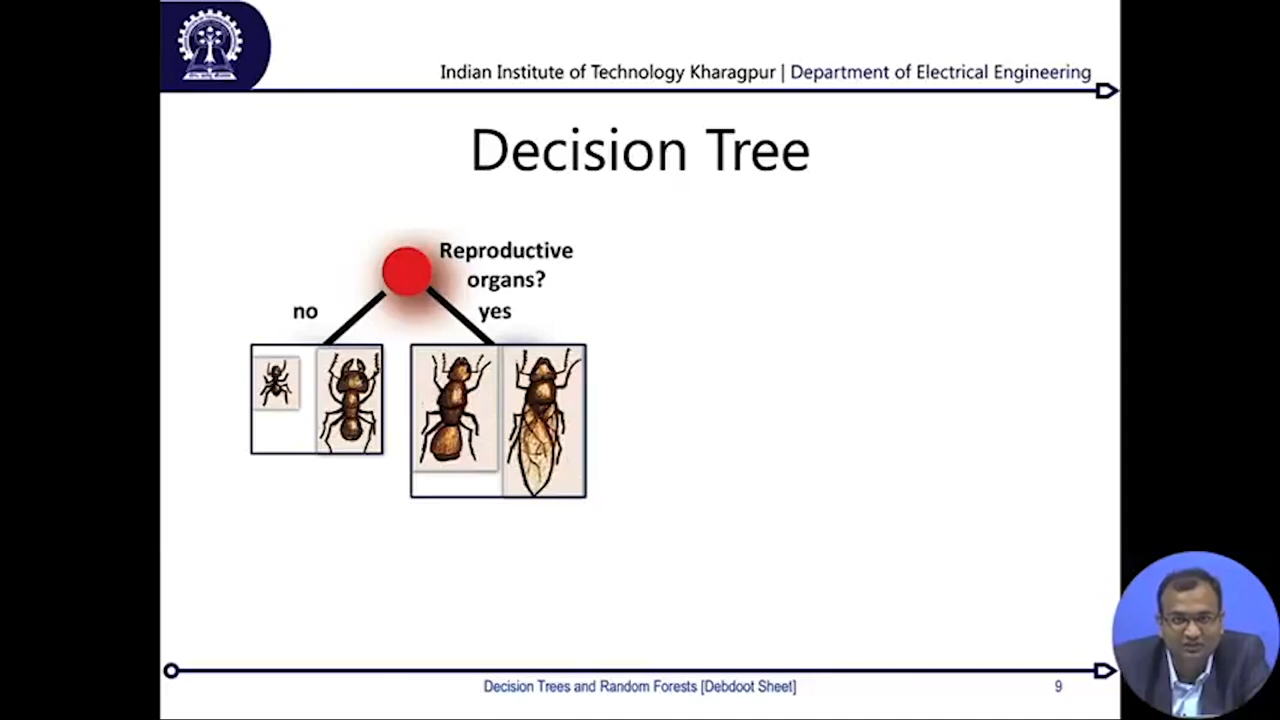 Indian Institute of Technology Kharagpur | Department of Electrical Engineering
Decision Tree
Reproductive
organs?
no
yes
Decision Trees and Random Forests [Debdoot Sheet]
9